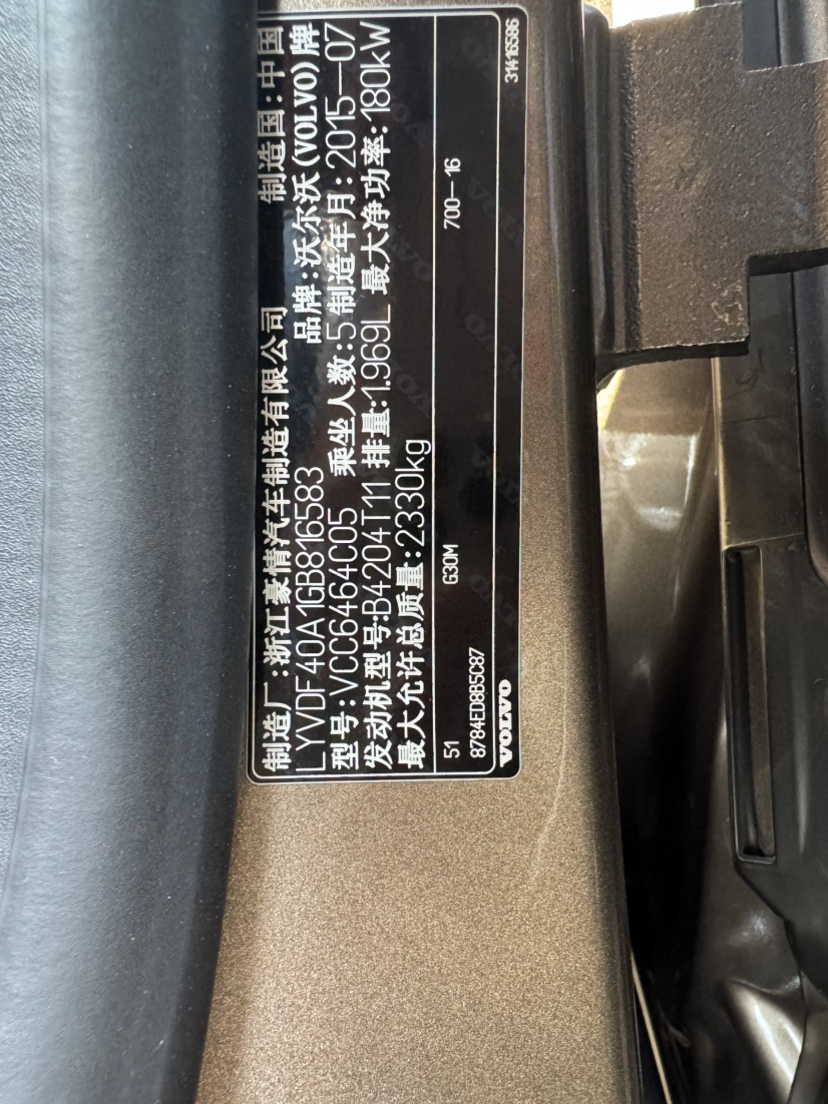 制造厂:浙江豪情汽车制造有限公司 制造国:中国
LYVDF40A1GB816583 品牌:沃尔沃(VOLVO)牌
型号:VCC6464C05 乘坐人数:5 制造年月:2015-07
发动机型号:B4204T11 排量:1.969L 最大净功率:180kW
最大允许总质量:2330kg
51 G30M 700-16
8784ED8B5C87
VOLVO 31416586